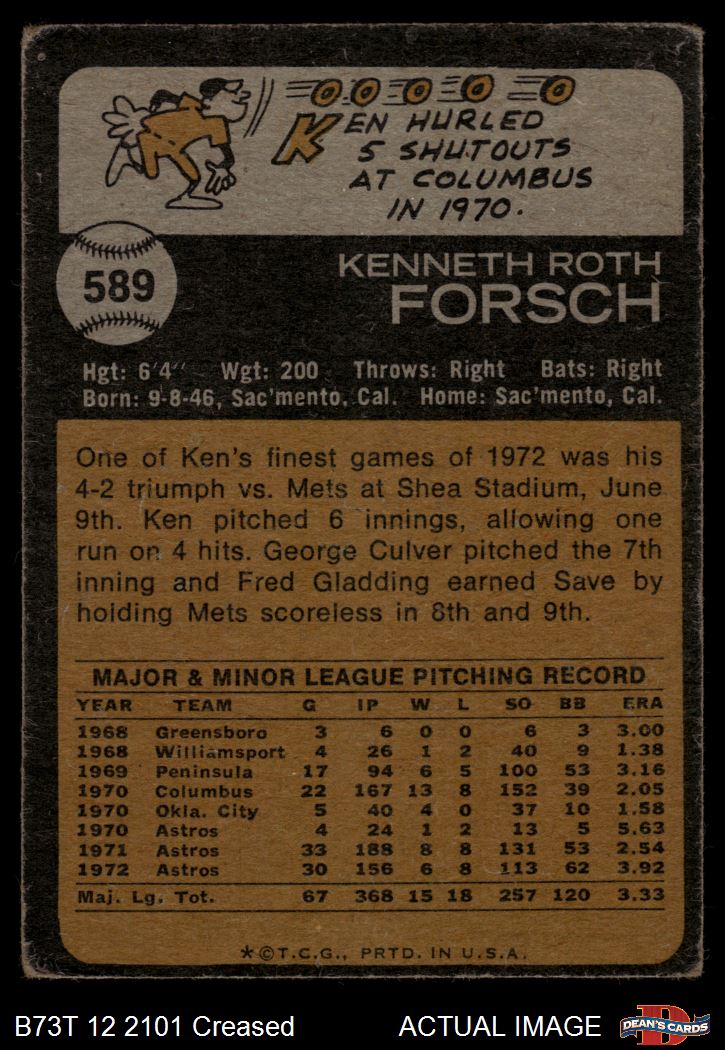 KEN HURLED
5 SHUTOUTS
AT COLUMBUS
IN 1970.
589
KENNETH ROTH
FORSCH
Hgt: 6'4" Wgt: 200 Throws: Right Bats: Right
Born: 9-8-46, Sac'mento, Cal. Home: Sac'mento, Cal.
One of Ken's finest games of 1972 was his
4-2 triumph vs. Mets at Shea Stadium, June
9th. Ken pitched 6 innings, allowing one
run on 4 hits. George Culver pitched the 7th
inning and Fred Gladding earned Save by
holding Mets scoreless in 8th and 9th.
MAJOR & MINOR LEAGUE PITCHING RECORD
YEAR TEAM G IP W L SO BB ERA
1968 Greensboro 3 6 0 0 6 3 3.00
1968 Williamsport 4 26 1 2 40 9 1.38
1969 Peninsula 17 94 6 5 100 53 3.16
1970 Columbus 22 167 13 8 152 39 2.05
1970 Okla. City 5 40 4 0 37 10 1.58
1970 Astros 4 24 1 2 13 5 5.63
1971 Astros 33 188 8 8 131 53 2.54
1972 Astros 30 156 6 8 113 62 3.92
Maj. Lg. Tot. 67 368 15 18 257 120 3.33
*©T.C.G., PRTD. IN U.S.A.
B73T 12 2101 Creased ACTUAL IMAGE DEAN'S CARDS